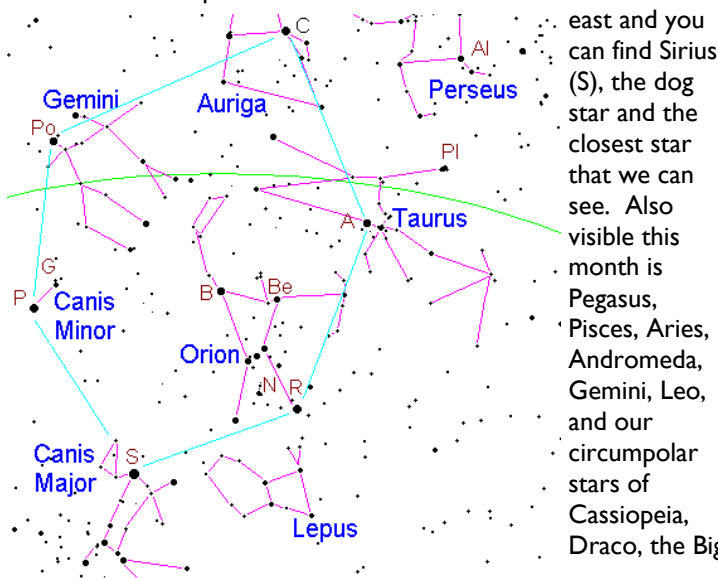 C
east and you
Al
can find Sirius
Gemini
Auriga
Perseus
(S), the dog
star and the
Po
closest star
Pl
that we can
see. Also
A
Taurus
visible this
G
month is
P
Canis
Minor
B
Be
Pegasus,
Pisces, Aries,
Orion
Andromeda,
N
R
Gemini, Leo,
and our
Canis
Major
S
circumpolar
stars of
Lepus
Cassiopeia,
Draco, the Big